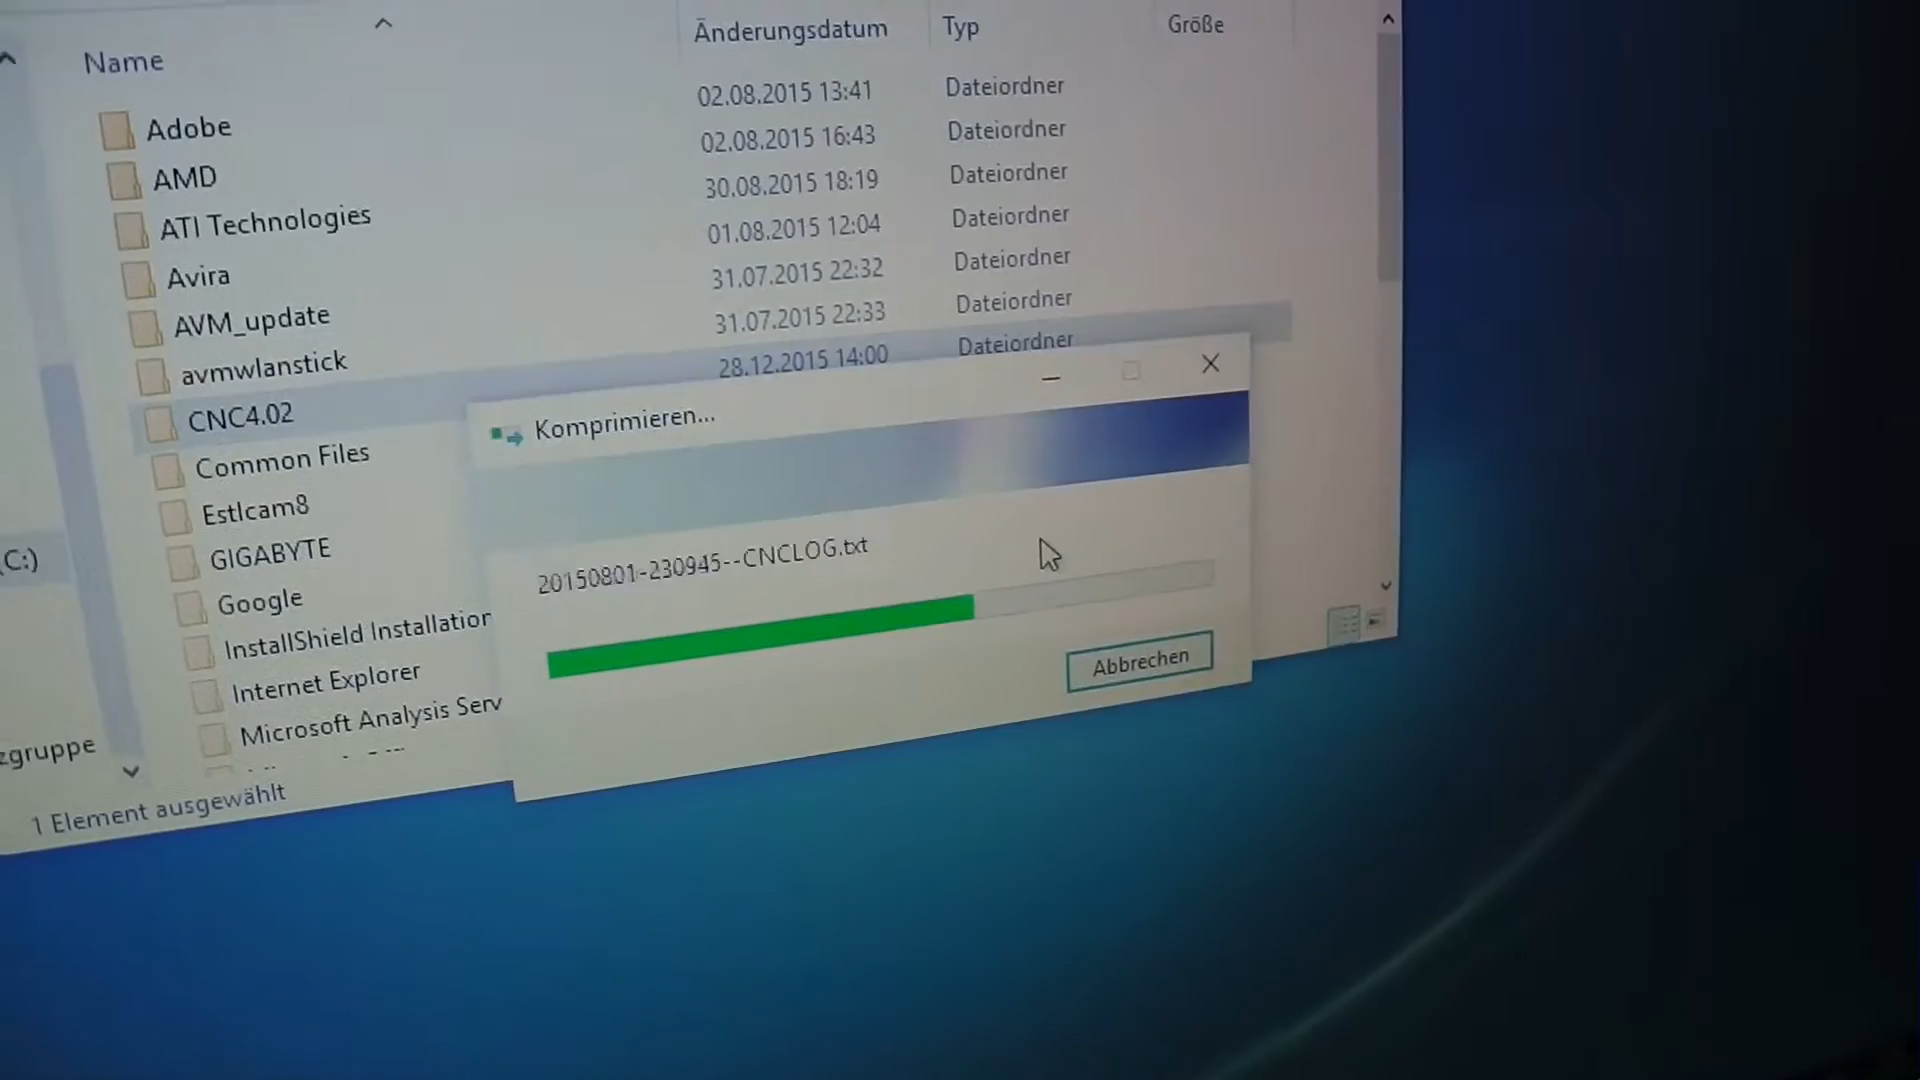 Name Änderungsdatum Typ Größe
Adobe 02.08.2015 13:41 Dateiordner
AMD 02.08.2015 16:43 Dateiordner
ATI Technologies 30.08.2015 18:19 Dateiordner
Avira 01.08.2015 12:04 Dateiordner
AVM_update 31.07.2015 22:32 Dateiordner
avmwlanstick 31.07.2015 22:33 Dateiordner
CNC4.02 28.12.2015 14:00 Dateiordner
Common Files
Estlcam8
GIGABYTE
Google
InstallShield Installation
Internet Explorer
Microsoft Analysis Serv
(C:)
zgruppe
1 Element ausgewählt
Komprimieren...
20150801-230945--CNCLOG.txt
Abbrechen